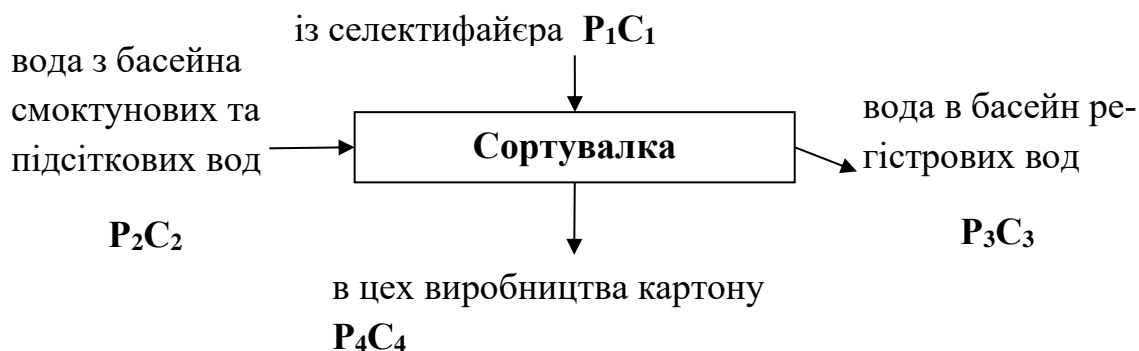 із селектифайєра P₁C₁
вода з басейна
смоктунових та
підсіткових вод
P₂C₂
Сортувалка
вода в басейн ре-
гістрових вод
P₃C₃
в цех виробництва картону
P₄C₄